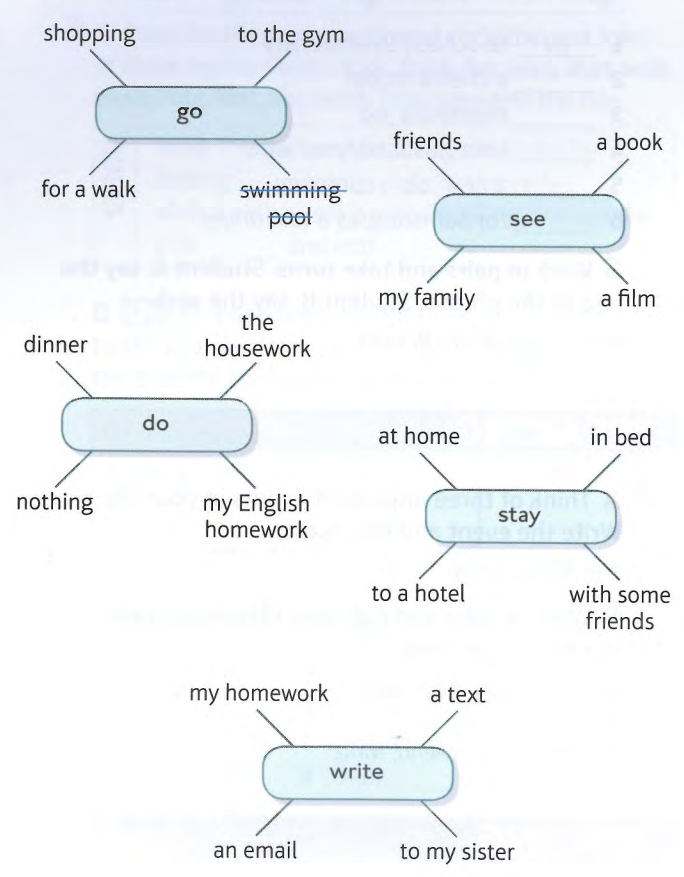 shopping
to the gym
go
for a walk
swimming
pool
friends
a book
see
my family
a film
dinner
the
housework
do
nothing
my English
homework
at home
in bed
stay
to a hotel
with some
friends
my homework
a text
write
an email
to my sister